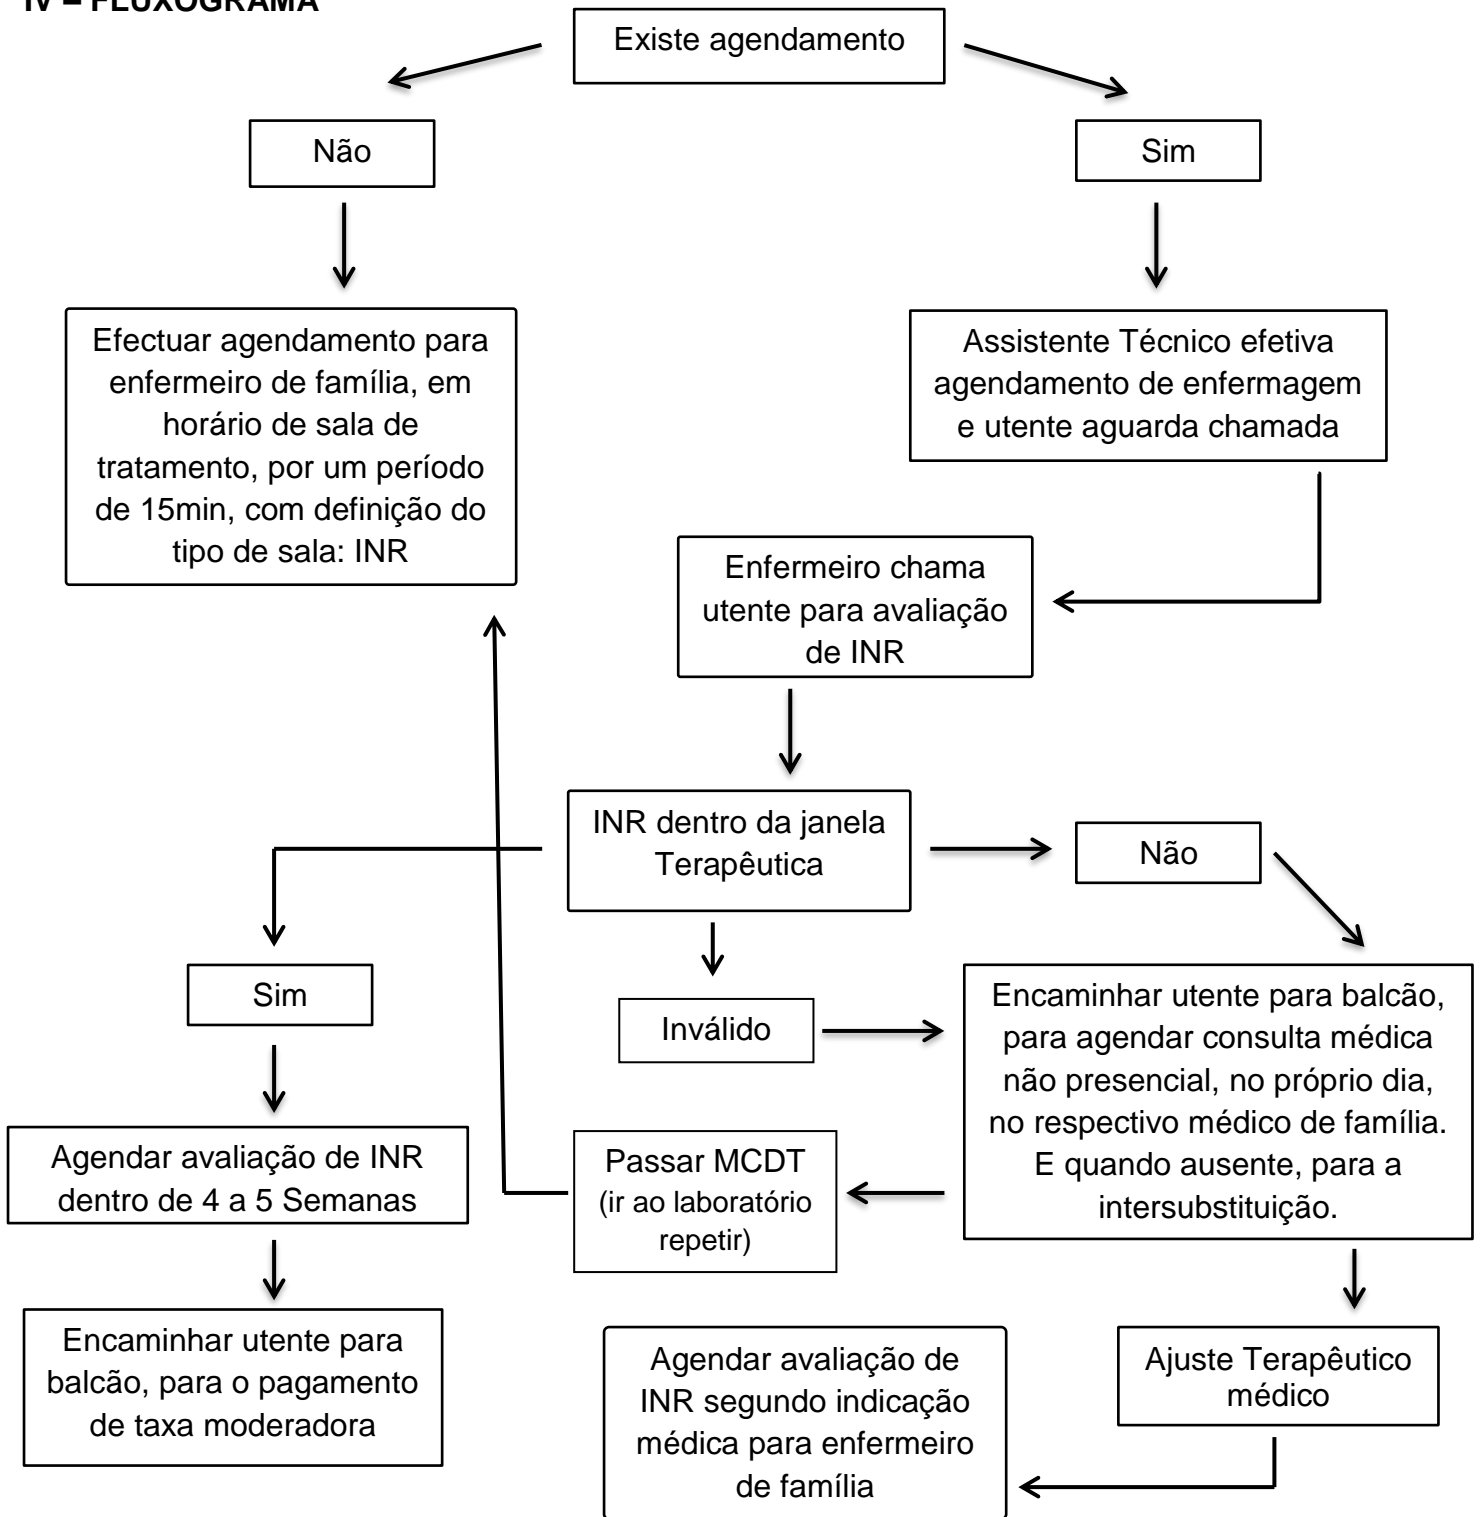 IV – FLUXOGRAMA
Existe agendamento
Não
Sim
Efectuar agendamento para
enfermeiro de família, em
horário de sala de
tratamento, por um período
de 15min, com definição do
tipo de sala: INR
Assistente Técnico efetiva
agendamento de enfermagem
e utente aguarda chamada
Enfermeiro chama
utente para avaliação
de INR
INR dentro da janela
Terapêutica
Não
Sim
Inválido
Encaminhar utente para balcão,
para agendar consulta médica
não presencial, no próprio dia,
no respectivo médico de família.
E quando ausente, para a
intersubstituição.
Agendar avaliação de INR
dentro de 4 a 5 Semanas
Passar MCDT
(ir ao laboratório
repetir)
Encaminhar utente para
balcão, para o pagamento
de taxa moderadora
Agendar avaliação de
INR segundo indicação
médica para enfermeiro
de família
Ajuste Terapêutico
médico